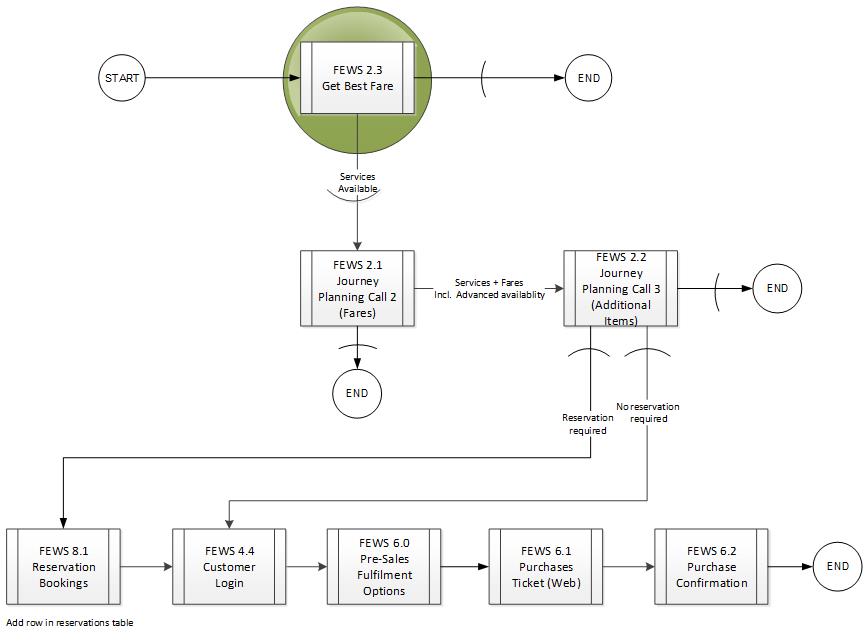 START
FEWS 2.3
Get Best Fare
END
Services
Available
FEWS 2.1
Journey
Planning Call 2
(Fares)
Services + Fares
Incl. Advanced availablity
FEWS 2.2
Journey
Planning Call 3
(Additional
Items)
END
END
Reservation
required
No reservation
required
FEWS 8.1
Reservation
Bookings
FEWS 4.4
Customer
Login
FEWS 6.0
Pre-Sales
Fulfilment
Options
FEWS 6.1
Purchases
Ticket (Web)
FEWS 6.2
Purchase
Confirmation
END
Add row in reservations table